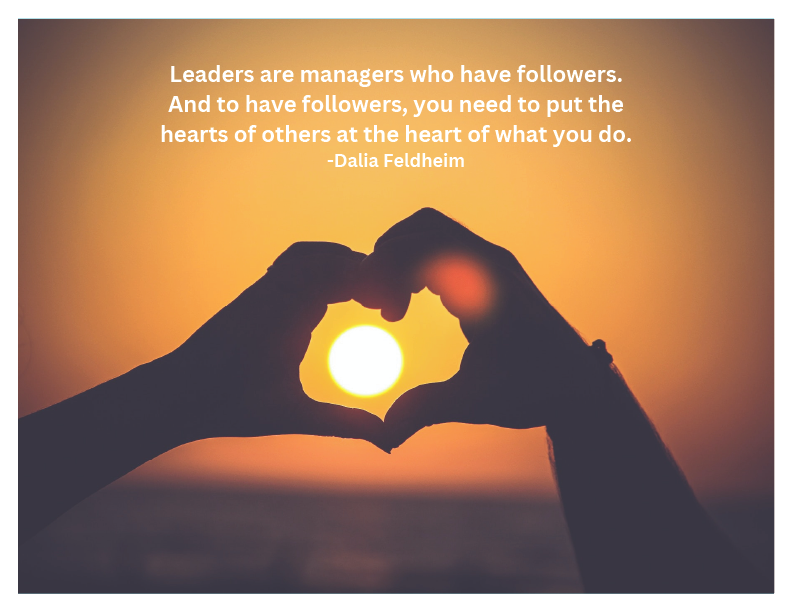 Leaders are managers who have followers.
And to have followers, you need to put the
hearts of others at the heart of what you do.
-Dalia Feldheim